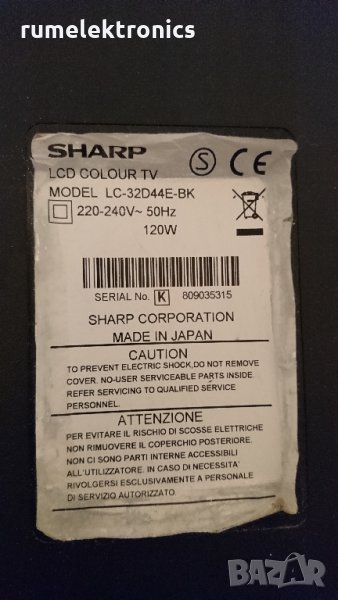 rumelektronics
SHARP
LCD COLOUR TV
MODEL LC-32D44E-BK
220-240V~ 50Hz
120W
S CE
SERIAL No. K 809035315
SHARP CORPORATION
MADE IN JAPAN
CAUTION
TO PREVENT ELECTRIC SHOCK,DO NOT REMOVE
COVER. NO-USER SERVICEABLE PARTS INSIDE.
REFER SERVICING TO QUALIFIED SERVICE
PERSONNEL.
ATTENZIONE
PER EVITARE IL RISCHIO DI SCOSSE ELETTRICHE
NON RIMUOVERE IL COPERCHIO POSTERIORE.
NON CI SONO PARTI INTERNE ACCESSIBILI
ALL'UTILIZZATORE. IN CASO DI NECESSITA'
RIVOLGERSI ESCLUSIVAMENTE A PERSONALE
DI SERVIZIO AUTORIZZATO.
BAZAR